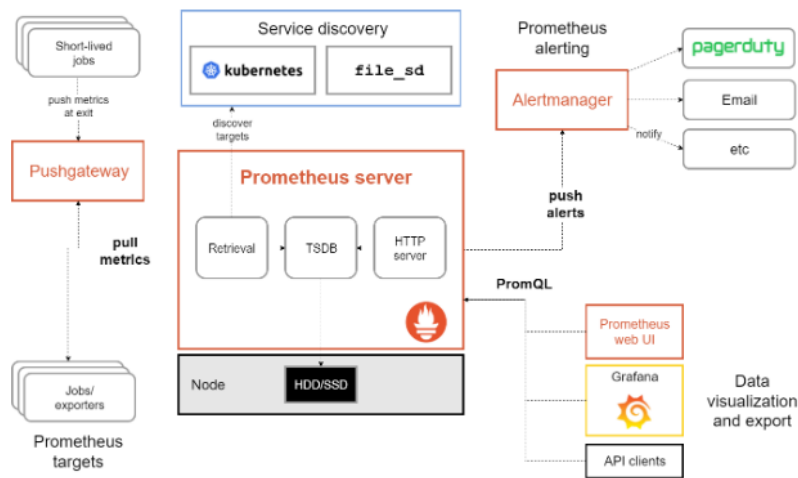 Short-lived
jobs
push metrics
at exit
Pushgateway
pull
metrics
Jobs/
exporters
Prometheus
targets
Service discovery
kubernetes
file_sd
discover
targets
Prometheus server
Retrieval
TSDB
HTTP
server
Node
HDD/SSD
Prometheus
alerting
Alertmanager
push
alerts
pagerduty
Email
notify
etc
PromQL
Prometheus
web UI
Grafana
API clients
Data
visualization
and export